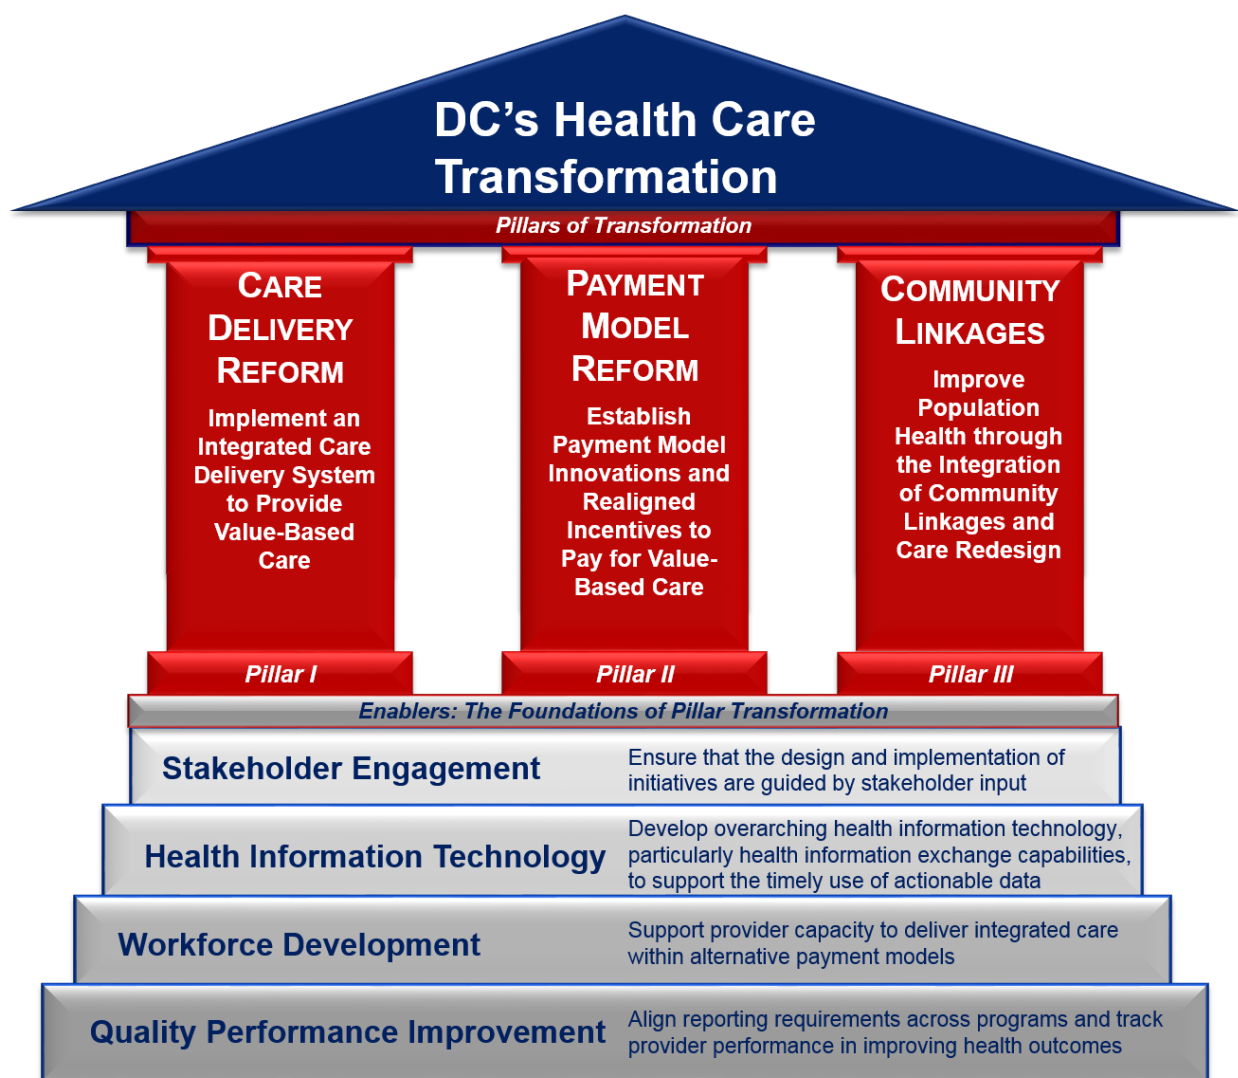 DC's Health Care
Transformation
Pillars of Transformation
CARE
DELIVERY
REFORM
Implement an
Integrated Care
Delivery System
to Provide
Value-Based
Care
Pillar I
PAYMENT
MODEL
REFORM
Establish
Payment Model
Innovations and
Realigned
Incentives to
Pay for Value-
Based Care
Pillar II
COMMUNITY
LINKAGES
Improve
Population
Health through
the Integration
of Community
Linkages and
Care Redesign
Pillar III
Enablers: The Foundations of Pillar Transformation
Stakeholder Engagement
Ensure that the design and implementation of
initiatives are guided by stakeholder input
Health Information Technology
Develop overarching health information technology,
particularly health information exchange capabilities,
to support the timely use of actionable data
Workforce Development
Support provider capacity to deliver integrated care
within alternative payment models
Quality Performance Improvement
Align reporting requirements across programs and track
provider performance in improving health outcomes